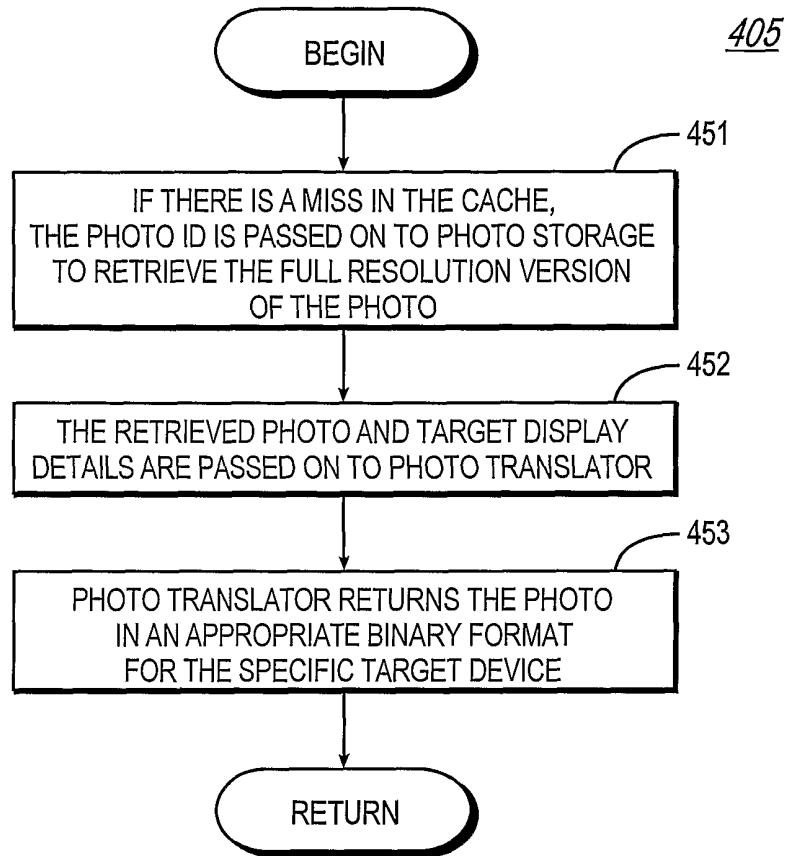 405
BEGIN
451
IF THERE IS A MISS IN THE CACHE,
THE PHOTO ID IS PASSED ON TO PHOTO STORAGE
TO RETRIEVE THE FULL RESOLUTION VERSION
OF THE PHOTO
452
THE RETRIEVED PHOTO AND TARGET DISPLAY
DETAILS ARE PASSED ON TO PHOTO TRANSLATOR
453
PHOTO TRANSLATOR RETURNS THE PHOTO
IN AN APPROPRIATE BINARY FORMAT
FOR THE SPECIFIC TARGET DEVICE
RETURN